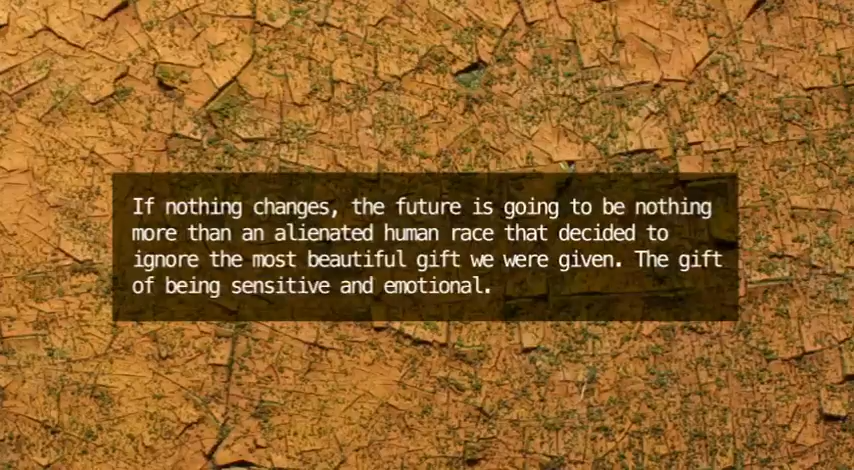 If nothing changes, the future is going to be nothing
more than an alienated human race that decided to
ignore the most beautiful gift we were given. The gift
of being sensitive and emotional.